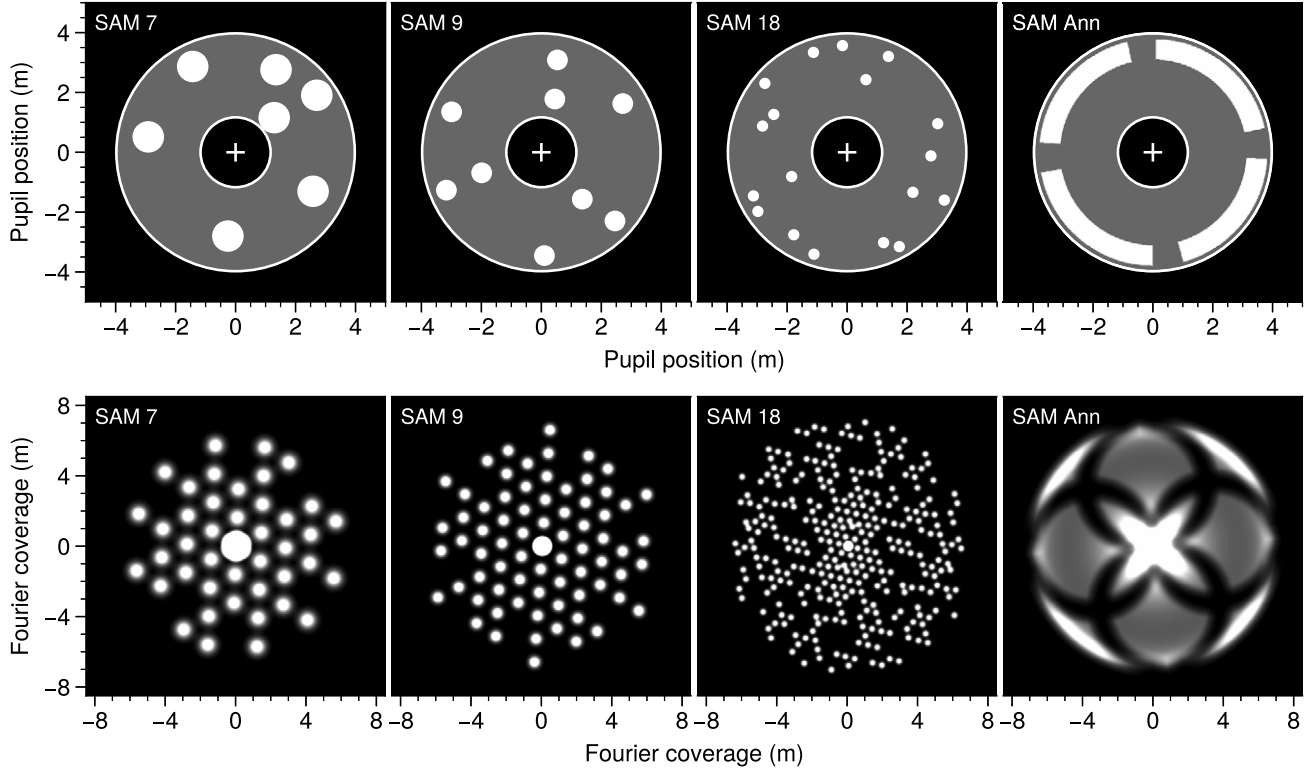 SAM 7 SAM 9 SAM 18 SAM Ann
4
2
0
−2
−4
Pupil position (m)
−4 −2 0 2 4 −4 −2 0 2 4 −4 −2 0 2 4 −4 −2 0 2 4
Pupil position (m)
SAM 7 SAM 9 SAM 18 SAM Ann
8
4
0
−4
−8
Fourier coverage (m)
−8 −4 0 4 8 −8 −4 0 4 8 −8 −4 0 4 8 −8 −4 0 4 8
Fourier coverage (m)